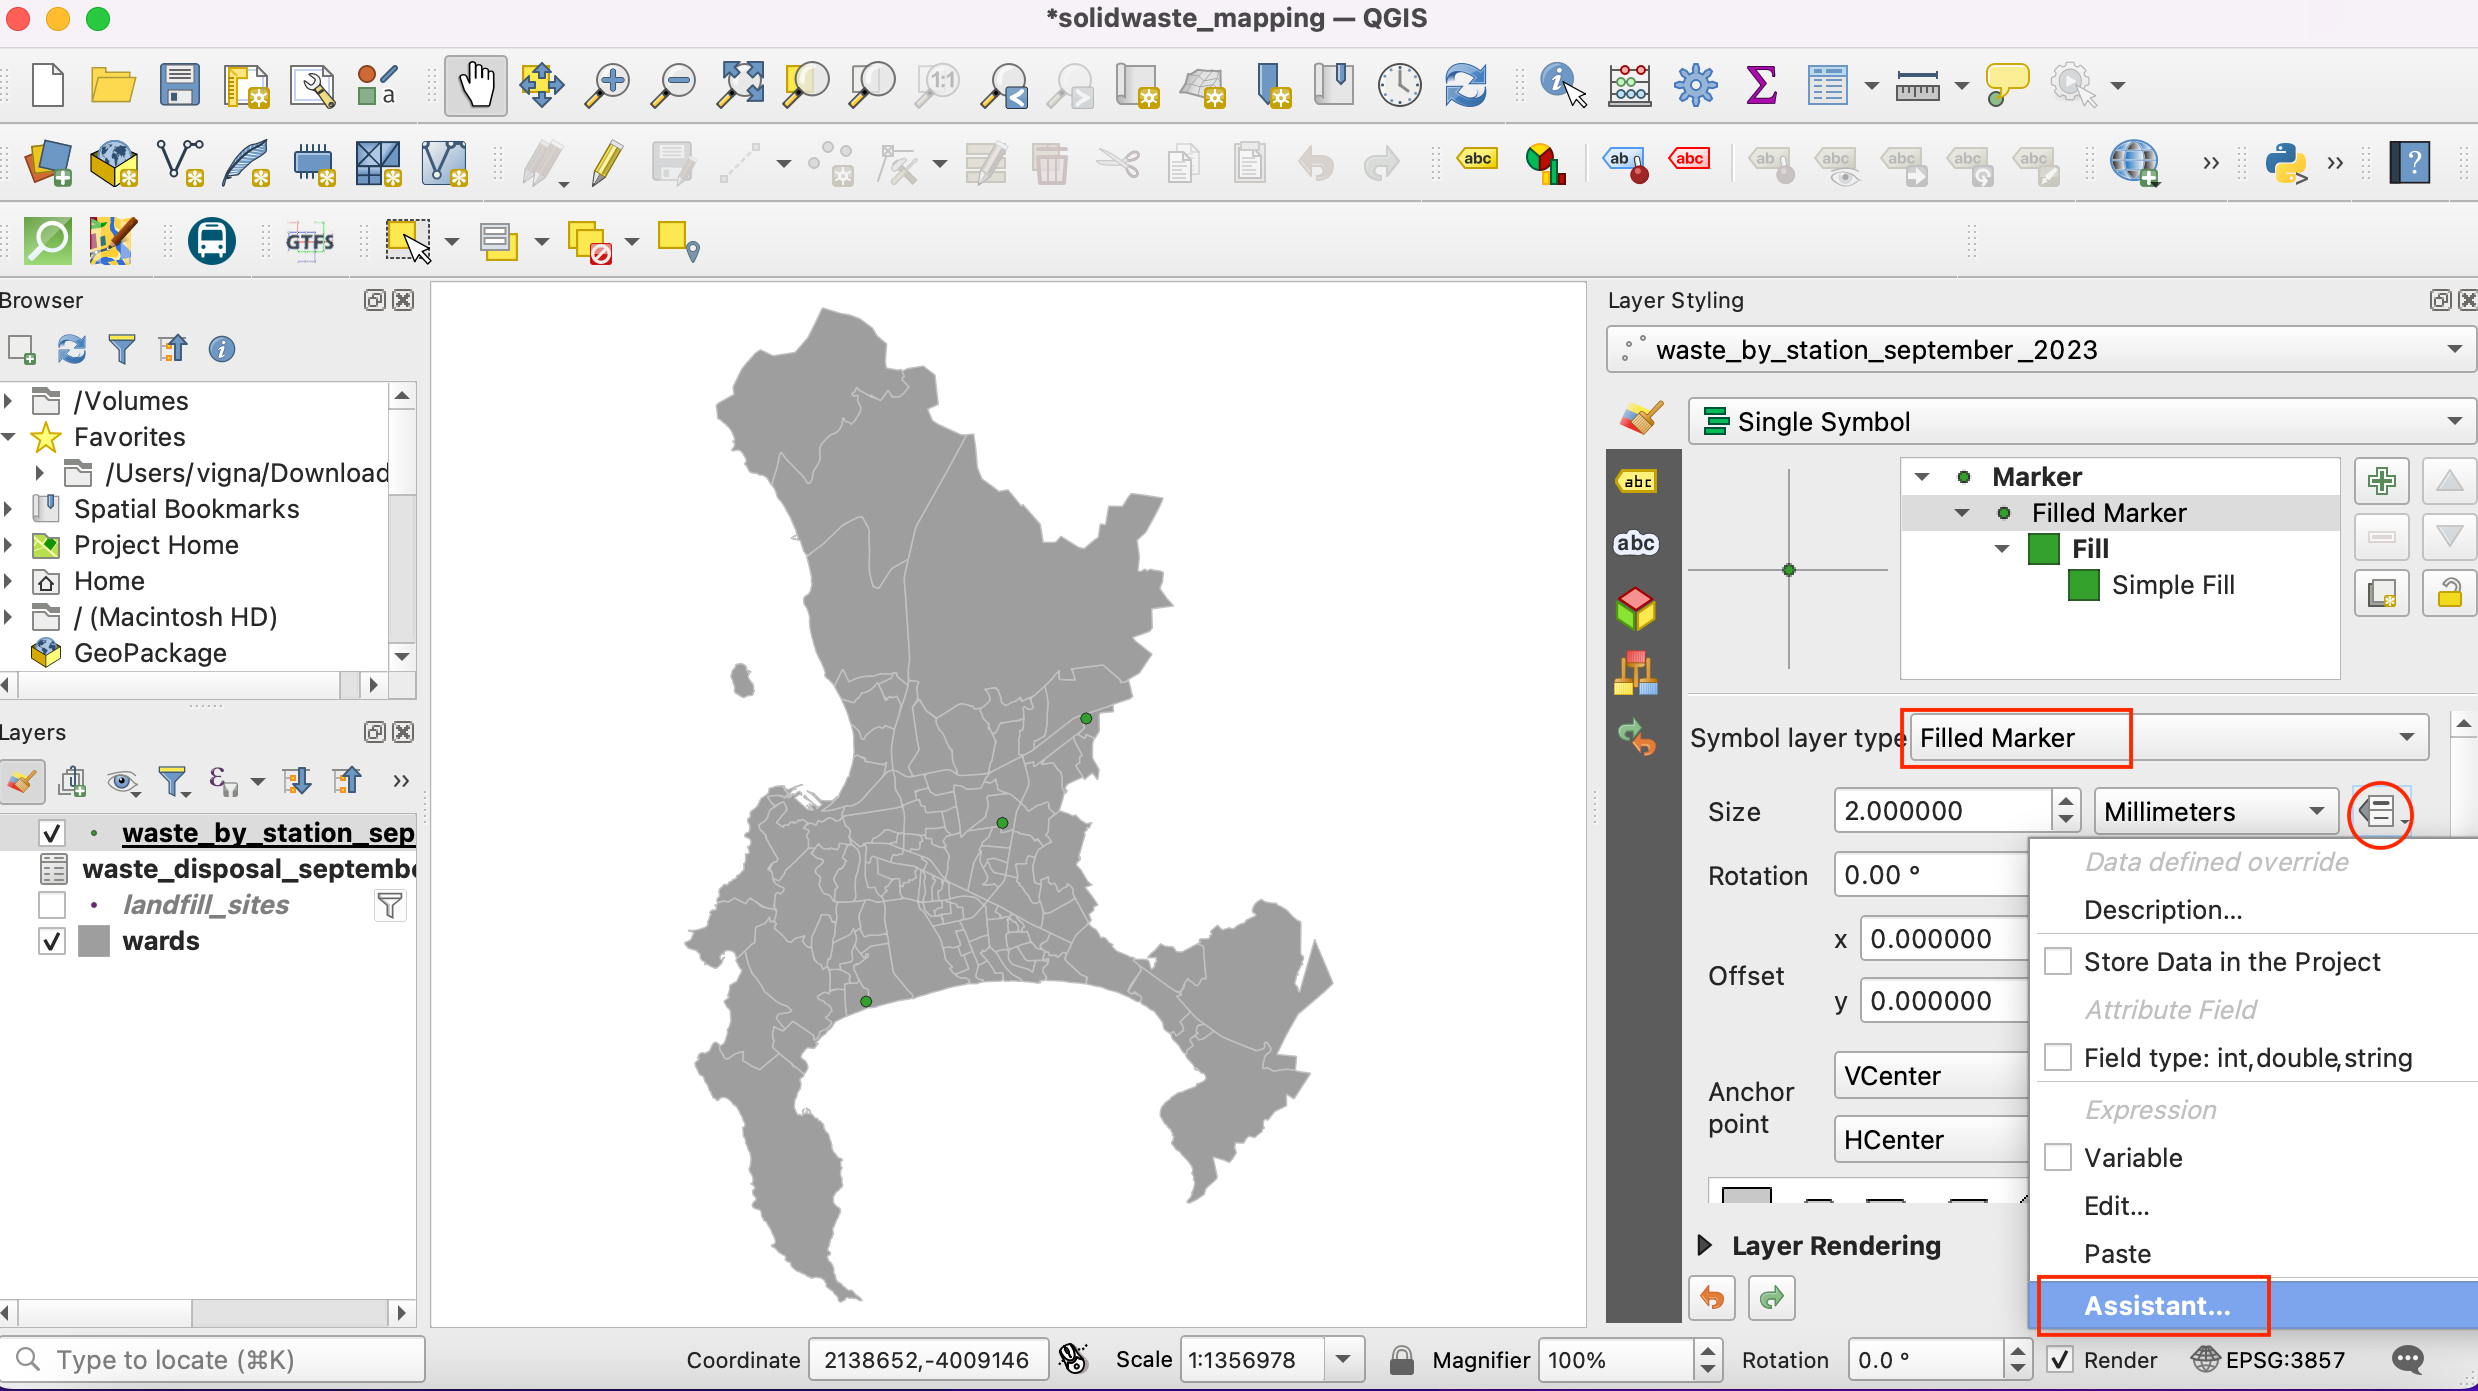 *solidwaste_mapping — QGIS
a
1:1
abc
ab
abc
ab
abc
abc
abc
abc
»
»
?
GTFS
Browser
/Volumes
Favorites
/Users/vigna/Download
Spatial Bookmarks
Project Home
Home
/ (Macintosh HD)
GeoPackage
Layers
ε
»
waste_by_station_sep
waste_disposal_septembe
landfill_sites
wards
Type to locate (⌘K)
Layer Styling
waste_by_station_september_2023
Single Symbol
abc
abc
Marker
Filled Marker
Fill
Simple Fill
Symbol layer type
Filled Marker
Size
2.000000
Millimeters
Rotation
0.00 °
Offset
x
0.000000
y
0.000000
Anchor
point
VCenter
HCenter
Data defined override
Description...
Store Data in the Project
Attribute Field
Field type: int,double,string
Expression
Variable
Edit...
Paste
Assistant...
Layer Rendering
Coordinate
2138652,-4009146
Scale
1:1356978
Magnifier
100%
Rotation
0.0 °
Render
EPSG:3857